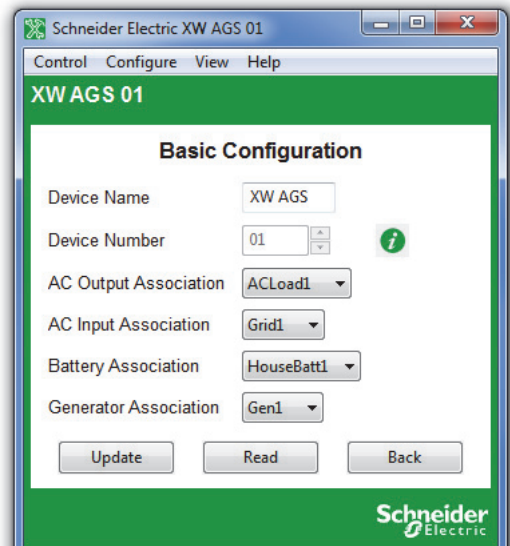 Schneider Electric XW AGS 01
Control Configure View Help
XW AGS 01
Basic Configuration
Device Name XW AGS
Device Number 01 i
AC Output Association ACLoad1
AC Input Association Grid1
Battery Association HouseBatt1
Generator Association Gen1
Update Read Back
Schneider
Electric